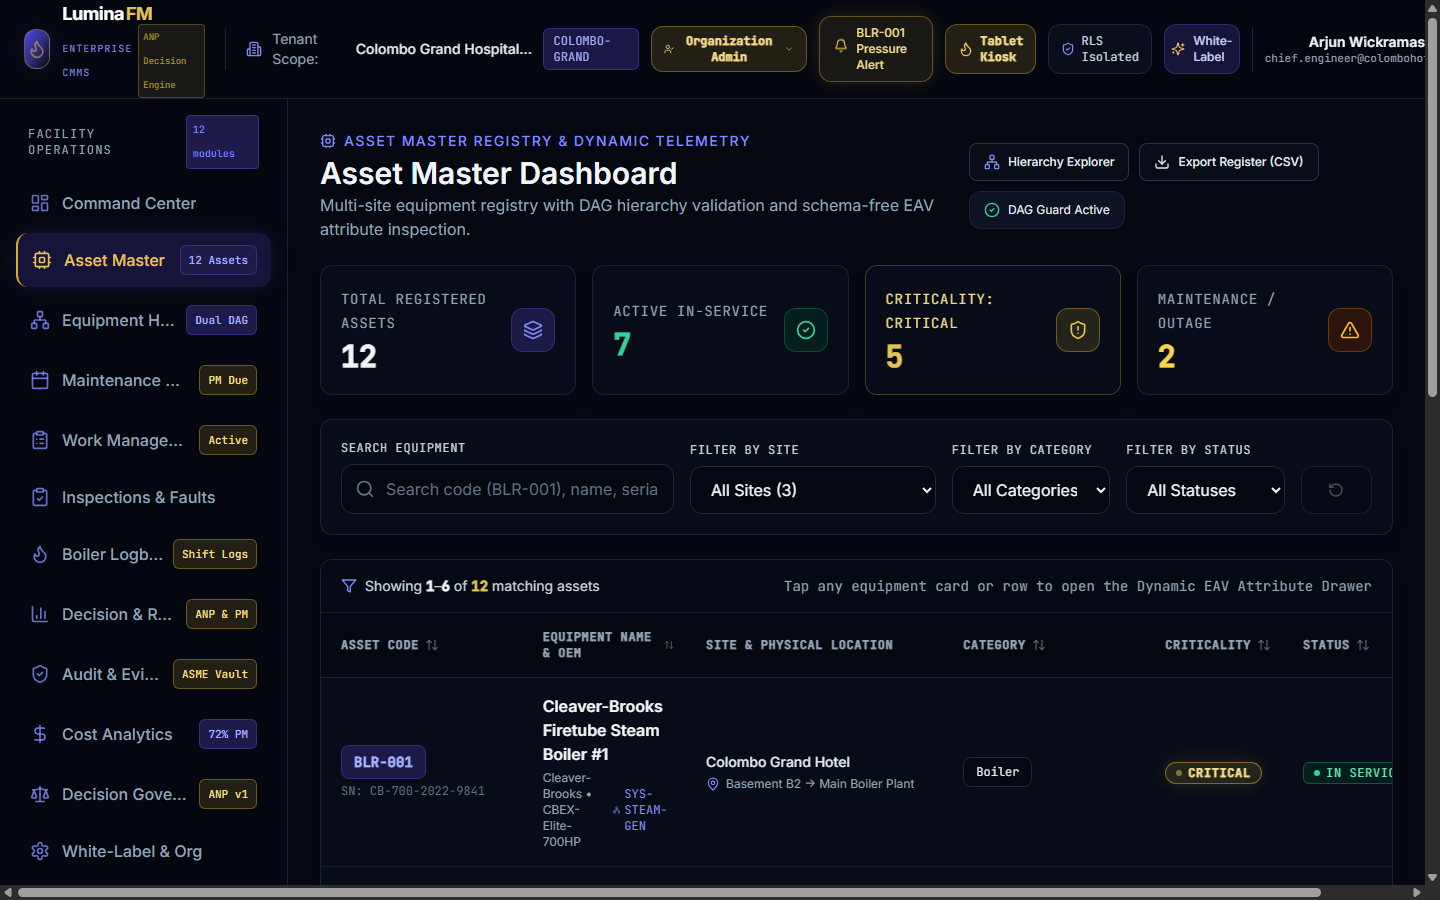 LuminaFM
ENTERPRISE CMMS
ANP Decision Engine
Tenant Scope:
Colombo Grand Hospital...
COLOMBO-GRAND
Organization Admin
BLR-001 Pressure Alert
Tablet Kiosk
RLS Isolated
White-Label
Arjun Wickramas
chief.engineer@colomboho
FACILITY OPERATIONS
12 modules
Command Center
Asset Master
12 Assets
Equipment H...
Dual DAG
Maintenance ...
PM Due
Work Manage...
Active
Inspections & Faults
Boiler Logb...
Shift Logs
Decision & R...
ANP & PM
Audit & Evi...
ASME Vault
Cost Analytics
72% PM
Decision Gove...
ANP v1
White-Label & Org
ASSET MASTER REGISTRY & DYNAMIC TELEMETRY
Asset Master Dashboard
Multi-site equipment registry with DAG hierarchy validation and schema-free EAV
attribute inspection.
Hierarchy Explorer
Export Register (CSV)
DAG Guard Active
TOTAL REGISTERED ASSETS
12
ACTIVE IN-SERVICE
7
CRITICALITY: CRITICAL
5
MAINTENANCE / OUTAGE
2
SEARCH EQUIPMENT
Search code (BLR-001), name, seria
FILTER BY SITE
All Sites (3)
FILTER BY CATEGORY
All Categories
FILTER BY STATUS
All Statuses
Showing 1–6 of 12 matching assets
Tap any equipment card or row to open the Dynamic EAV Attribute Drawer
ASSET CODE
EQUIPMENT NAME & OEM
SITE & PHYSICAL LOCATION
CATEGORY
CRITICALITY
STATUS
BLR-001
SN: CB-700-2022-9841
Cleaver-Brooks
Firetube Steam
Boiler #1
Cleaver-
Brooks •
CBEX-
Elite-
700HP
SYS-
STEAM-
GEN
Colombo Grand Hotel
Basement B2 → Main Boiler Plant
Boiler
CRITICAL
IN SERVIC